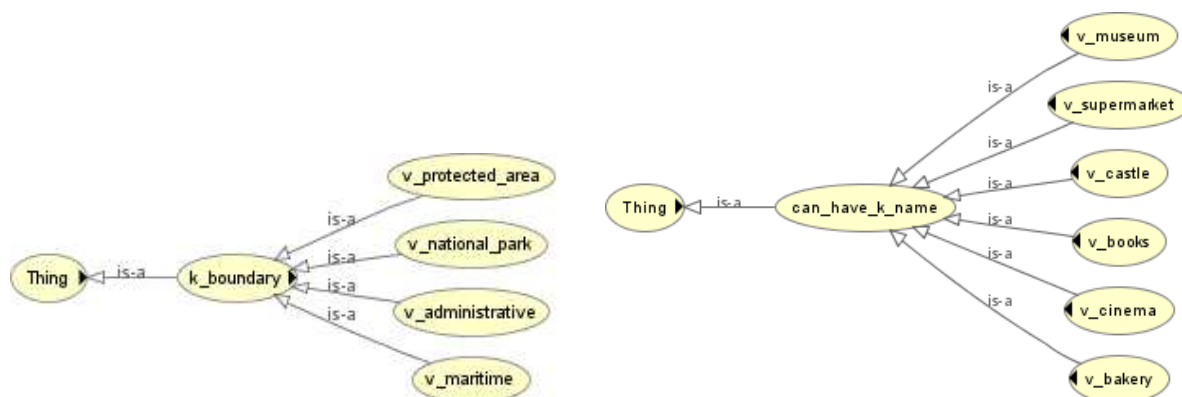 v_protected_area
is-a
v_national_park
is-a
Thing
is-a
k_boundary
is-a
v_administrative
is-a
v_maritime
v_museum
is-a
v_supermarket
is-a
v_castle
is-a
Thing
is-a
can_have_k_name
is-a
v_books
is-a
v_cinema
is-a
v_bakery